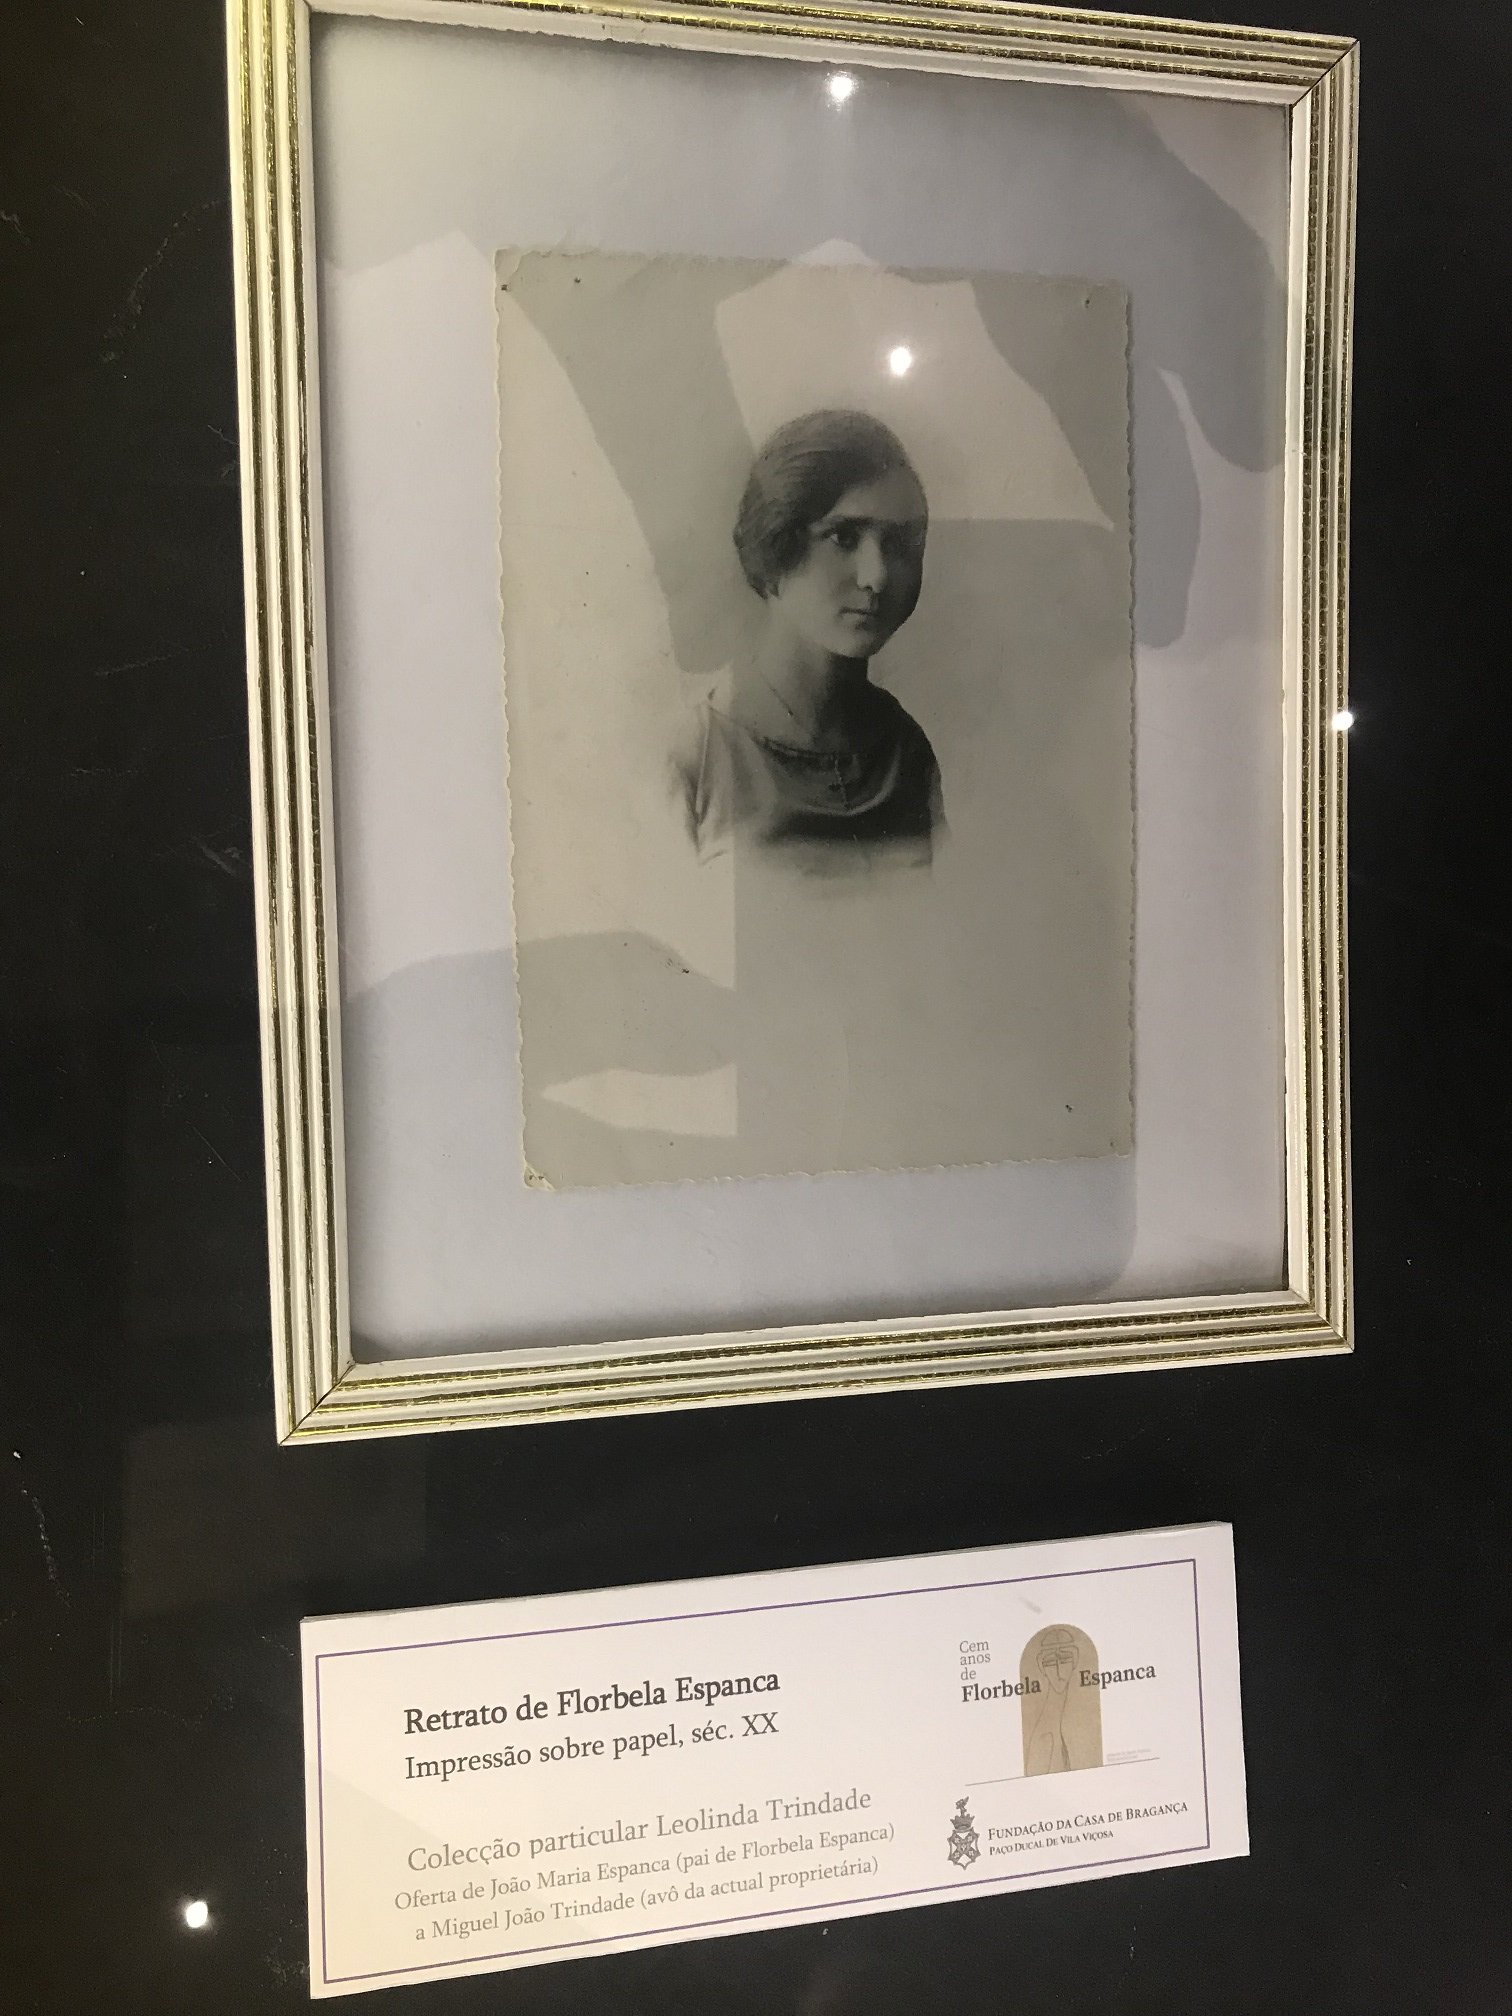 Retrato de Florbela Espanca
Impressão sobre papel, séc. XX
Colecção particular Leolinda Trindade
Oferta de João Maria Espanca (pai de Florbela Espanca)
a Miguel João Trindade (avô da actual proprietária)
Cem
anos
de
Florbela Espanca
FUNDAÇÃO DA CASA DE BRAGANÇA
PAÇO DUCAL DE VILA VIÇOSA